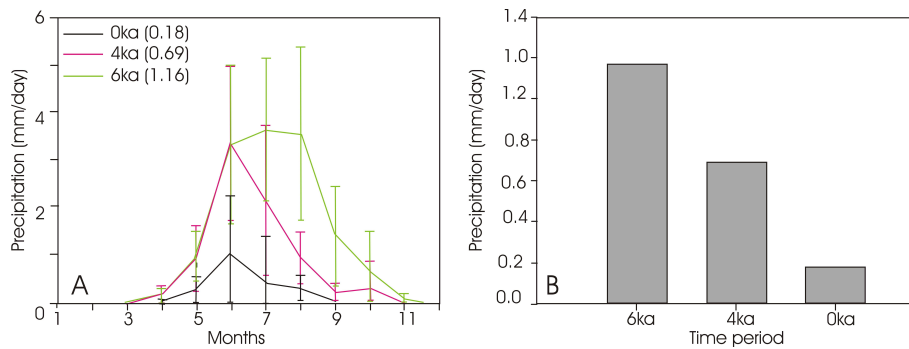 6
4
2
0
Precipitation (mm/day)
0ka (0.18)
4ka (0.69)
6ka (1.16)
A
1 3 5 7 9 11
Months
1.4
1.0
1.2
0.8
0.6
0.4
0.2
0.0
Precipitation (mm/day)
B
6ka 4ka 0ka
Time period